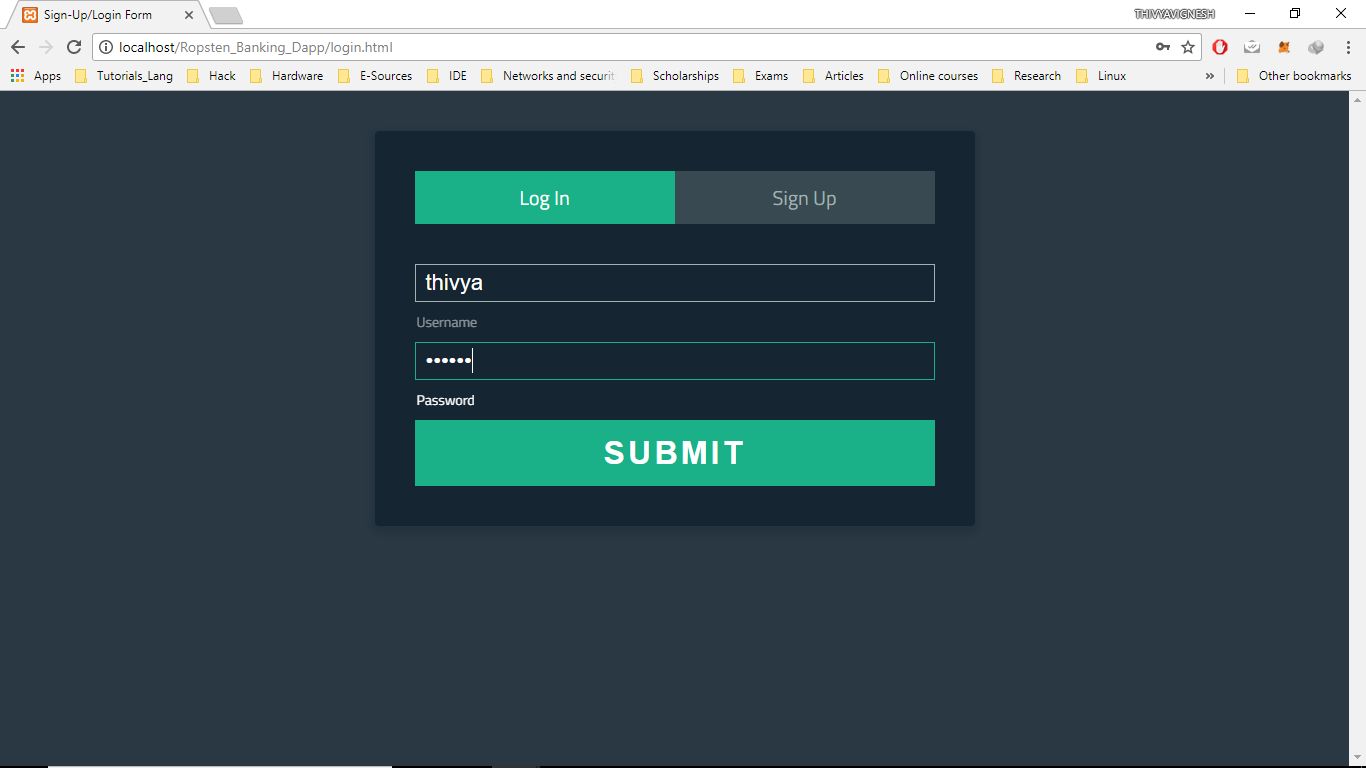 Sign-Up/Login Form
THIVYAVIGNESH
localhost/Ropsten_Banking_Dapp/login.html
Apps Tutorials_Lang Hack Hardware E-Sources IDE Networks and securit Scholarships Exams Articles Online courses Research Linux » Other bookmarks
Log In Sign Up
thivya
Username
••••••
Password
SUBMIT